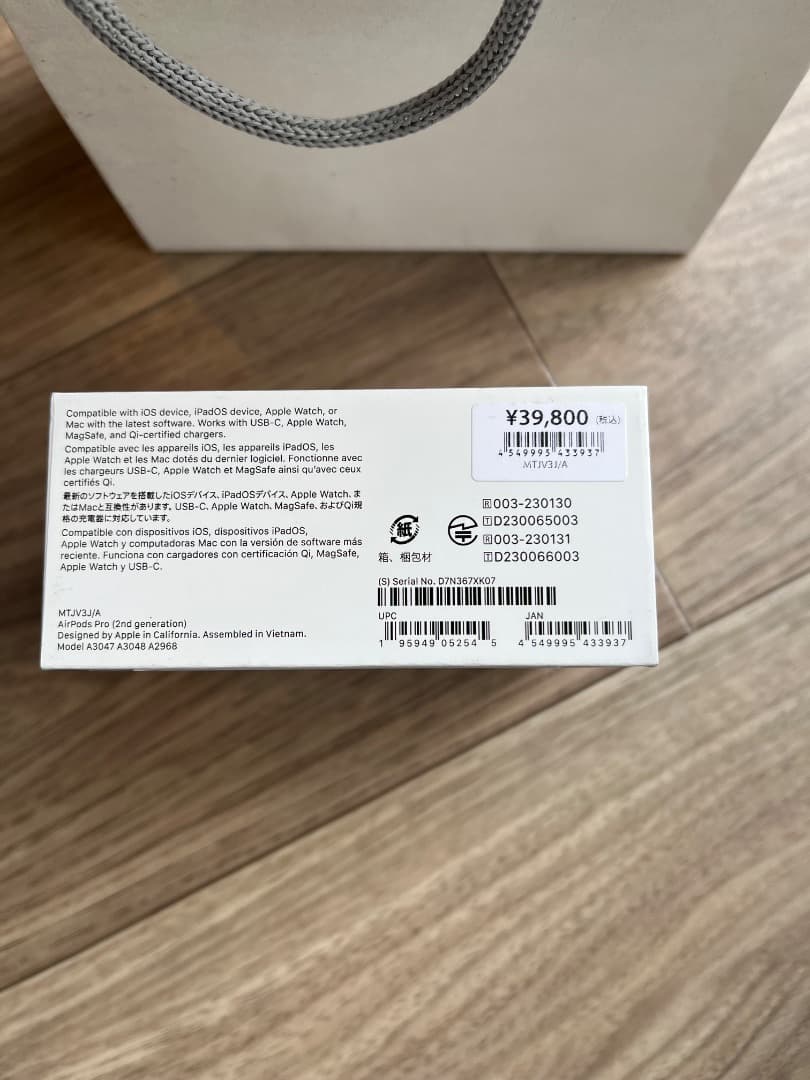 Compatible with iOS device, iPadOS device, Apple Watch, or
Mac with the latest software. Works with USB-C, Apple Watch,
MagSafe, and Qi-certified chargers.
Compatible avec les appareils iOS, les appareils iPadOS, les
Apple Watch et les Mac dotés du dernier logiciel. Fonctionne avec
les chargeurs USB-C, Apple Watch et MagSafe ainsi qu'avec ceux
certifiés Qi.
最新のソフトウェアを搭載したiOSデバイス、iPadOSデバイス、Apple Watch、ま
たはMacと互換性があります。USB-C、Apple Watch、MagSafe、およびQi規
格の充電器に対応しています。
Compatible con dispositivos iOS, dispositivos iPadOS,
Apple Watch y computadoras Mac con la versión de software más
reciente. Funciona con cargadores con certificación Qi, MagSafe,
Apple Watch y USB-C.
MTJV3J/A
AirPods Pro (2nd generation)
Designed by Apple in California. Assembled in Vietnam.
Model A3047 A3048 A2968
¥39,800 (税込)
4 549995 433937
MTJV3J/A
紙
箱、梱包材
R 003-230130
T D230065003
R 003-231131
T D230066003
(S) Serial No. D7N367XK07
UPC
1 95949 05254 5
JAN
4 549995 433937